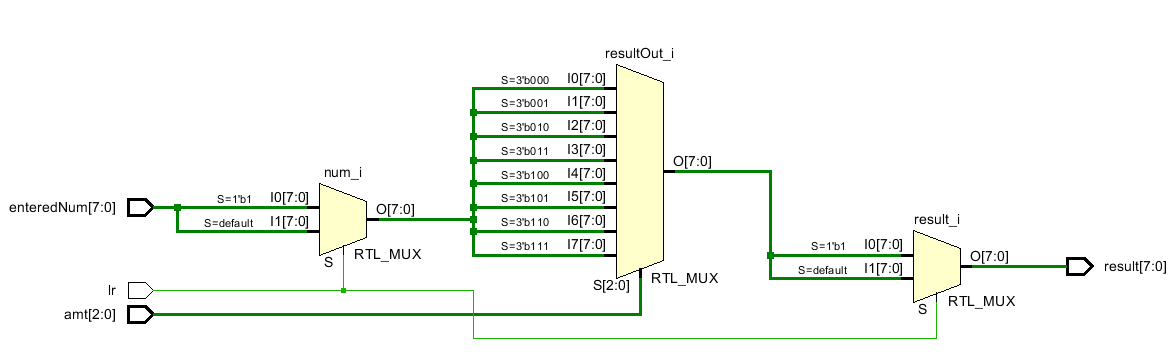 resultOut_i
S=3'b000 I0[7:0]
S=3'b001 I1[7:0]
S=3'b010 I2[7:0]
S=3'b011 I3[7:0]
S=3'b100 I4[7:0]
S=3'b101 I5[7:0]
S=3'b110 I6[7:0]
S=3'b111 I7[7:0]
O[7:0]
S[2:0]
RTL_MUX
num_i
enteredNum[7:0]
S=1'b1 I0[7:0]
S=default I1[7:0]
O[7:0]
S
RTL_MUX
lr
amt[2:0]
result_i
S=1'b1 I0[7:0]
S=default I1[7:0]
O[7:0]
S
RTL_MUX
result[7:0]